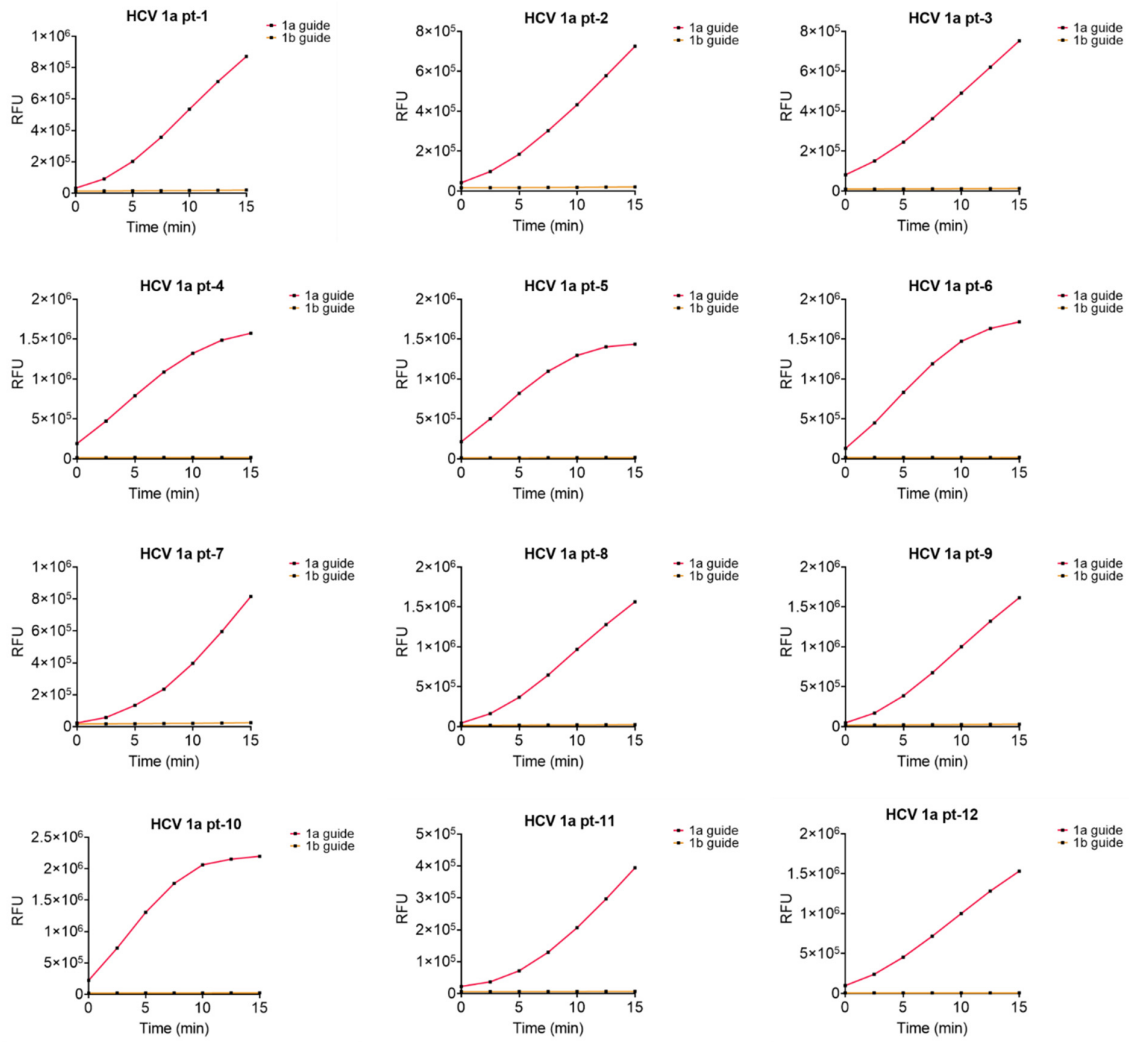 HCV 1a pt-1
1a guide
1b guide
1×10⁶
8×10⁵
6×10⁵
4×10⁵
2×10⁵
0
RFU
0 5 10 15
Time (min)
HCV 1a pt-2
1a guide
1b guide
8×10⁵
6×10⁵
4×10⁵
2×10⁵
0
RFU
0 5 10 15
Time (min)
HCV 1a pt-3
1a guide
1b guide
8×10⁵
6×10⁵
4×10⁵
2×10⁵
0
RFU
0 5 10 15
Time (min)
HCV 1a pt-4
1a guide
1b guide
2×10⁶
1.5×10⁶
1×10⁶
5×10⁵
0
RFU
0 5 10 15
Time (min)
HCV 1a pt-5
1a guide
1b guide
2×10⁶
1.5×10⁶
1×10⁶
5×10⁵
0
RFU
0 5 10 15
Time (min)
HCV 1a pt-6
1a guide
1b guide
2×10⁶
1.5×10⁶
1×10⁶
5×10⁵
0
RFU
0 5 10 15
Time (min)
HCV 1a pt-7
1a guide
1b guide
1×10⁶
8×10⁵
6×10⁵
4×10⁵
2×10⁵
0
RFU
0 5 10 15
Time (min)
HCV 1a pt-8
1a guide
1b guide
2×10⁶
1.5×10⁶
1×10⁶
5×10⁵
0
RFU
0 5 10 15
Time (min)
HCV 1a pt-9
1a guide
1b guide
2×10⁶
1.5×10⁶
1×10⁶
5×10⁵
0
RFU
0 5 10 15
Time (min)
HCV 1a pt-10
1a guide
1b guide
2.5×10⁶
2×10⁶
1.5×10⁶
1×10⁶
5×10⁵
0
RFU
0 5 10 15
Time (min)
HCV 1a pt-11
1a guide
1b guide
5×10⁵
4×10⁵
3×10⁵
2×10⁵
1×10⁵
0
RFU
0 5 10 15
Time (min)
HCV 1a pt-12
1a guide
1b guide
2×10⁶
1.5×10⁶
1×10⁶
5×10⁵
0
RFU
0 5 10 15
Time (min)